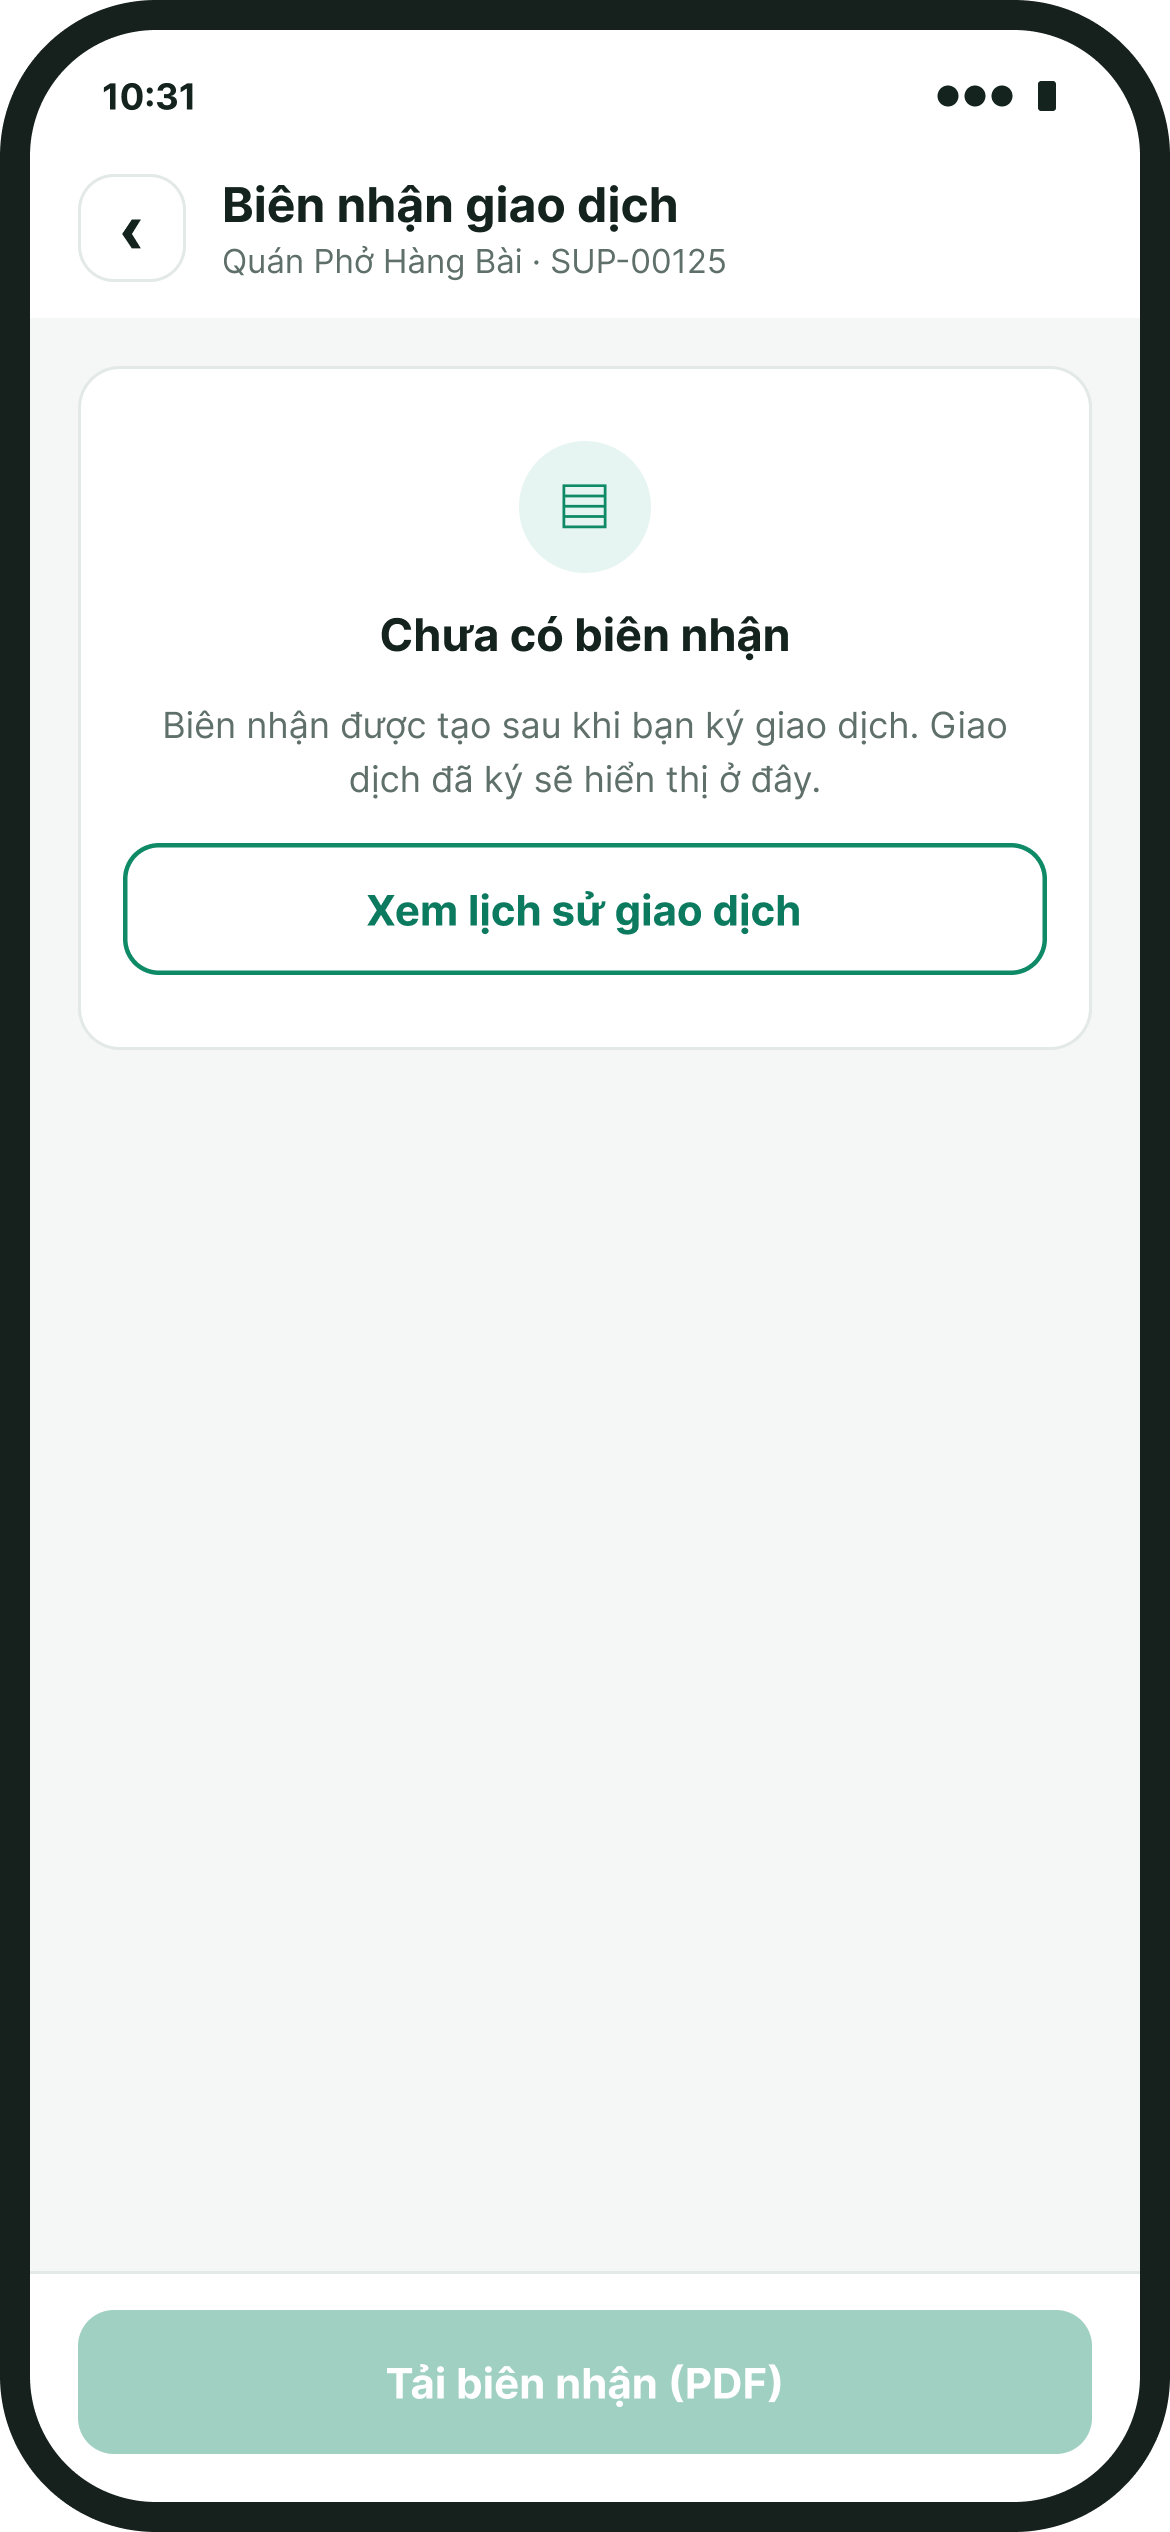 10:31
Biên nhận giao dịch
Quán Phở Hàng Bài · SUP-00125
Chưa có biên nhận
Biên nhận được tạo sau khi bạn ký giao dịch. Giao
dịch đã ký sẽ hiển thị ở đây.
Xem lịch sử giao dịch
Tải biên nhận (PDF)